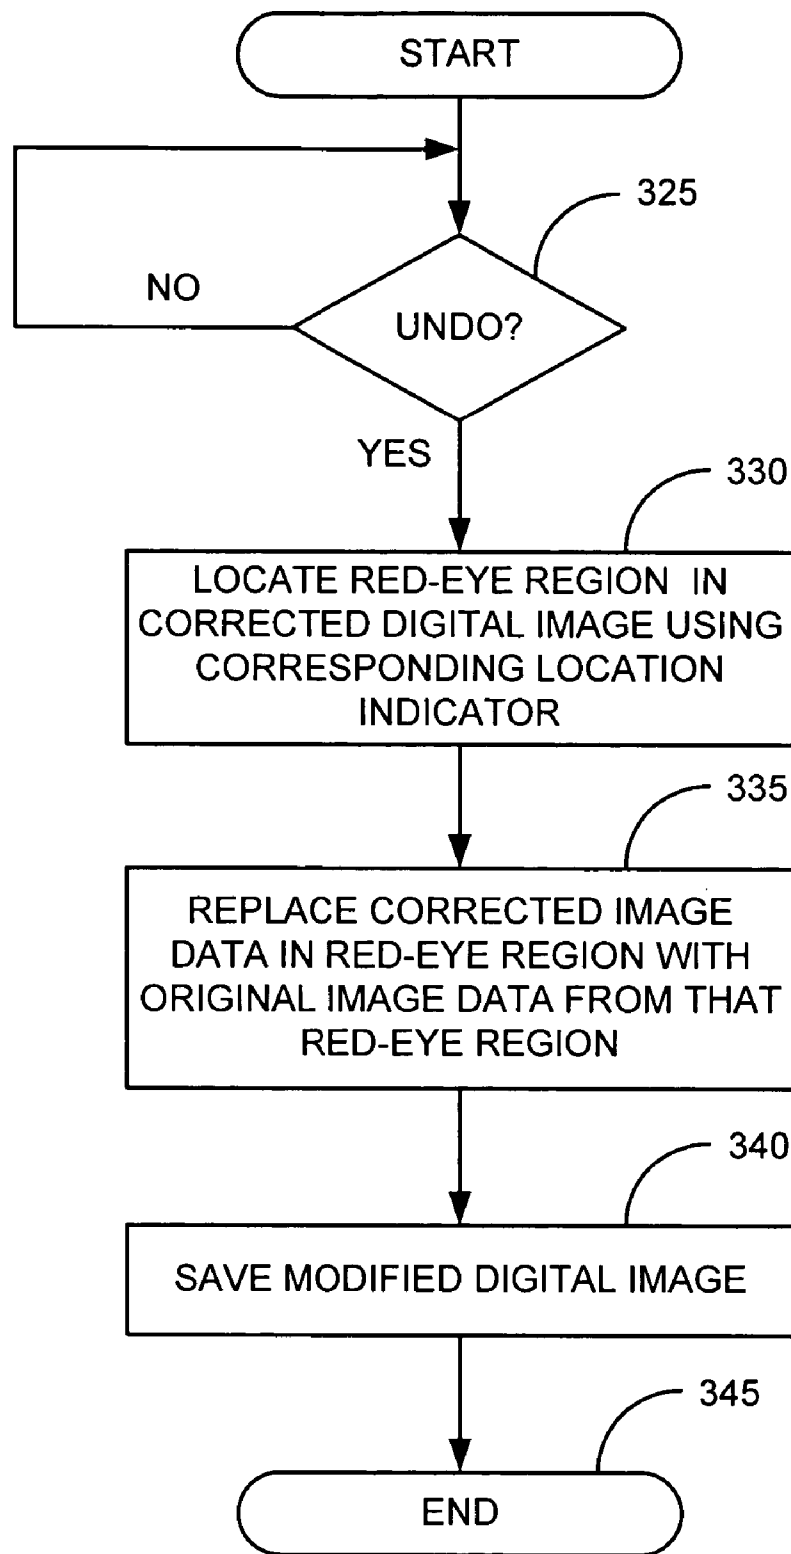 START
325
NO
UNDO?
YES
330
LOCATE RED-EYE REGION IN
CORRECTED DIGITAL IMAGE USING
CORRESPONDING LOCATION
INDICATOR
335
REPLACE CORRECTED IMAGE
DATA IN RED-EYE REGION WITH
ORIGINAL IMAGE DATA FROM THAT
RED-EYE REGION
340
SAVE MODIFIED DIGITAL IMAGE
345
END